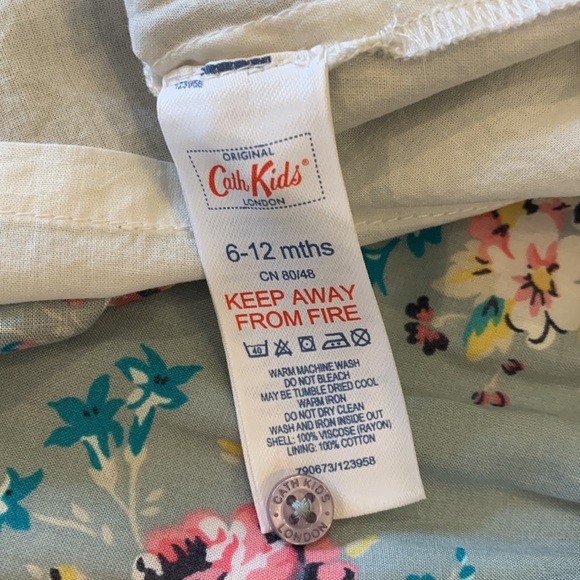 123958
ORIGINAL
Cath Kids®
LONDON
6-12 mths
CN 80/48
KEEP AWAY
FROM FIRE
40
WARM MACHINE WASH
DO NOT BLEACH
MAY BE TUMBLE DRIED COOL
WARM IRON
DO NOT DRY CLEAN
WASH AND IRON INSIDE OUT
SHELL: 100% VISCOSE (RAYON)
LINING: 100% COTTON
790673/123958
CATH KIDS
LONDON